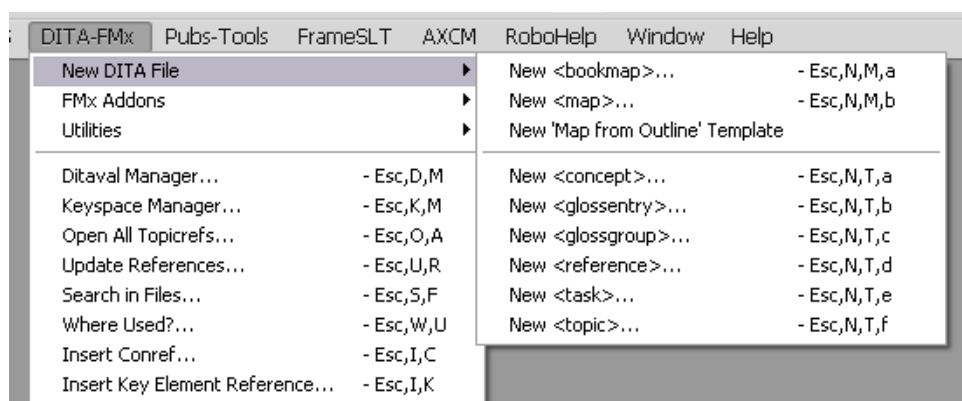 DITA-FMx Pubs-Tools FrameSLT AXCM RoboHelp Window Help
New DITA File
FMx Addons
Utilities
Ditaval Manager... - Esc,D,M
Keyspace Manager... - Esc,K,M
Open All Topicrefs... - Esc,O,A
Update References... - Esc,U,R
Search in Files... - Esc,S,F
Where Used?... - Esc,W,U
Insert Conref... - Esc,I,C
Insert Key Element Reference... - Esc,I,K
New <bookmap>... - Esc,N,M,a
New <map>... - Esc,N,M,b
New 'Map from Outline' Template
New <concept>... - Esc,N,T,a
New <glossentry>... - Esc,N,T,b
New <glossgroup>... - Esc,N,T,c
New <reference>... - Esc,N,T,d
New <task>... - Esc,N,T,e
New <topic>... - Esc,N,T,f